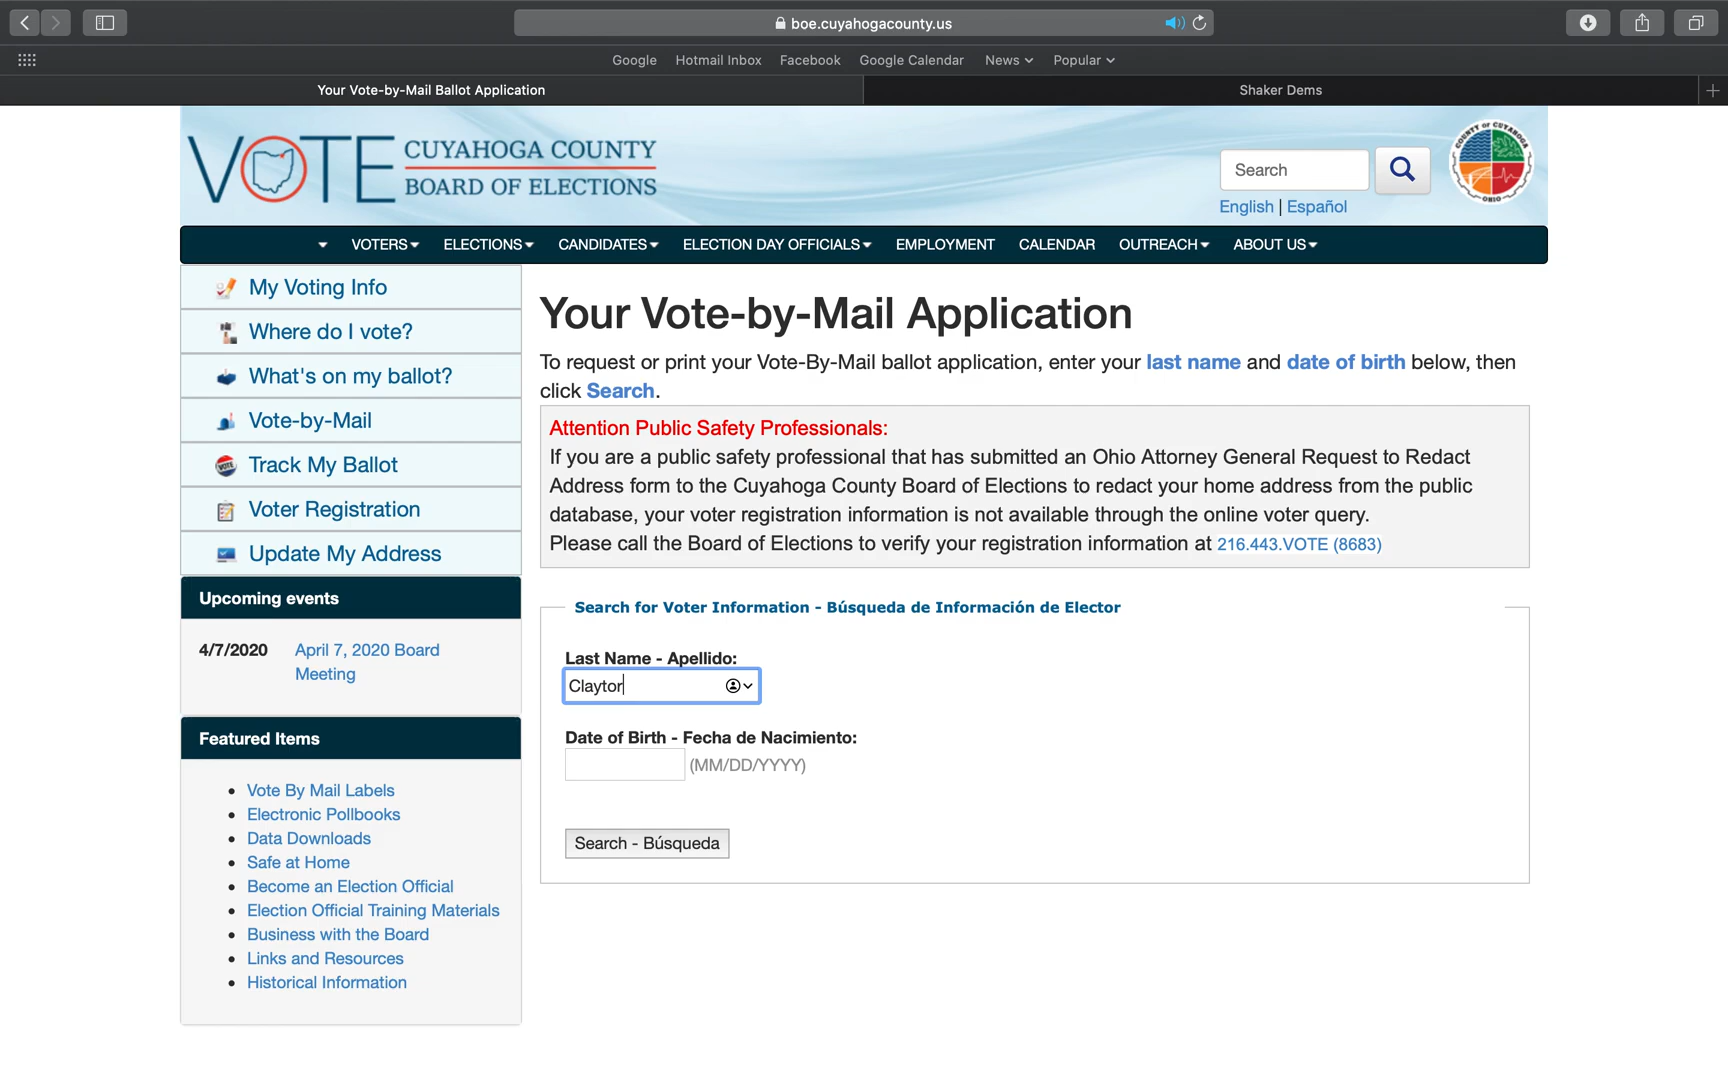 boe.cuyahogacounty.us
Google Hotmail Inbox Facebook Google Calendar News Popular
Your Vote-by-Mail Ballot Application
Shaker Dems
VOTE CUYAHOGA COUNTY
BOARD OF ELECTIONS
Search
English | Español
COUNTY OF CUYAHOGA
OHIO
VOTERS ELECTIONS CANDIDATES ELECTION DAY OFFICIALS EMPLOYMENT CALENDAR OUTREACH ABOUT US
My Voting Info
Where do I vote?
What's on my ballot?
Vote-by-Mail
VOTE
Track My Ballot
Voter Registration
Update My Address
Upcoming events
4/7/2020 April 7, 2020 Board
Meeting
Featured Items
• Vote By Mail Labels
• Electronic Pollbooks
• Data Downloads
• Safe at Home
• Become an Election Official
• Election Official Training Materials
• Business with the Board
• Links and Resources
• Historical Information
Your Vote-by-Mail Application
To request or print your Vote-By-Mail ballot application, enter your last name and date of birth below, then
click Search.
Attention Public Safety Professionals:
If you are a public safety professional that has submitted an Ohio Attorney General Request to Redact
Address form to the Cuyahoga County Board of Elections to redact your home address from the public
database, your voter registration information is not available through the online voter query.
Please call the Board of Elections to verify your registration information at 216.443.VOTE (8683)
Search for Voter Information - Búsqueda de Información de Elector
Last Name - Apellido:
Claytor
Date of Birth - Fecha de Nacimiento:
(MM/DD/YYYY)
Search - Búsqueda